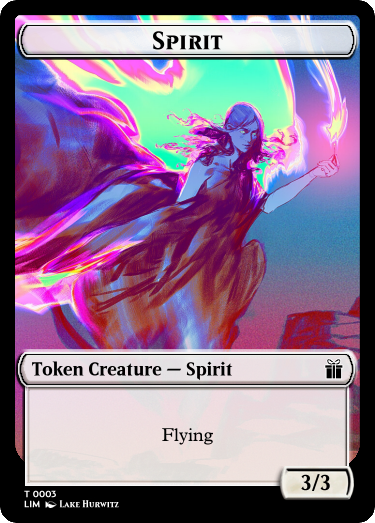 Spirit
Token Creature — Spirit
Flying
3/3
T 0003
LIM Lake Hurwitz